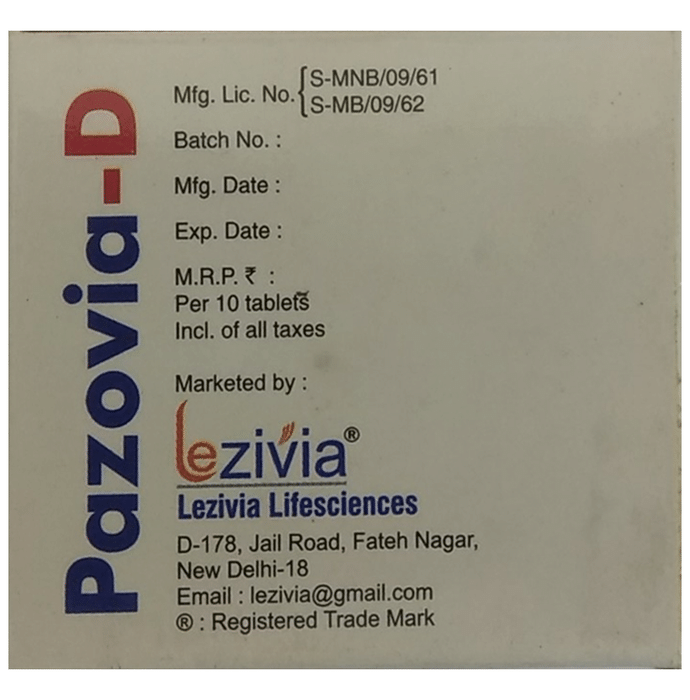 Pazovia-D
Mfg. Lic. No. { S-MNB/09/61
S-MB/09/62
Batch No. :
Mfg. Date :
Exp. Date :
M.R.P. ₹ :
Per 10 tablets
Incl. of all taxes
Marketed by :
Lezivia®
Lezivia Lifesciences
D-178, Jail Road, Fateh Nagar,
New Delhi-18
Email : lezivia@gmail.com
® : Registered Trade Mark